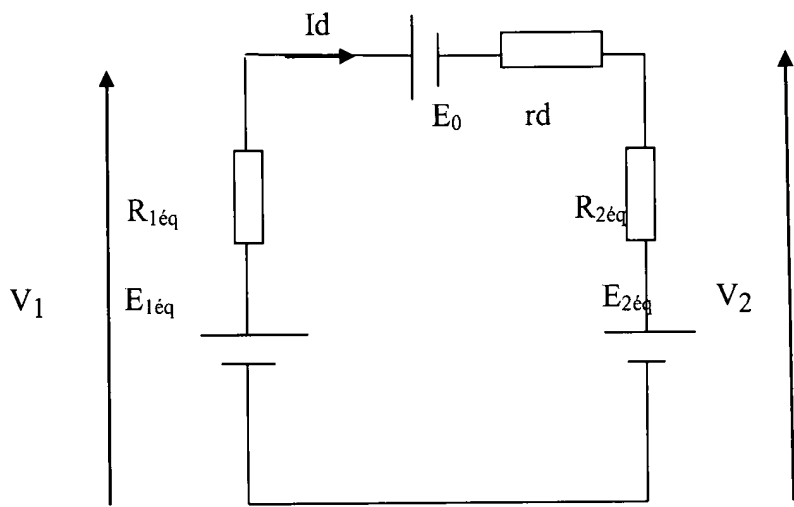 Id
E₀ rd
R₁éq R₂éq
V₁ E₁éq E₂éq V₂